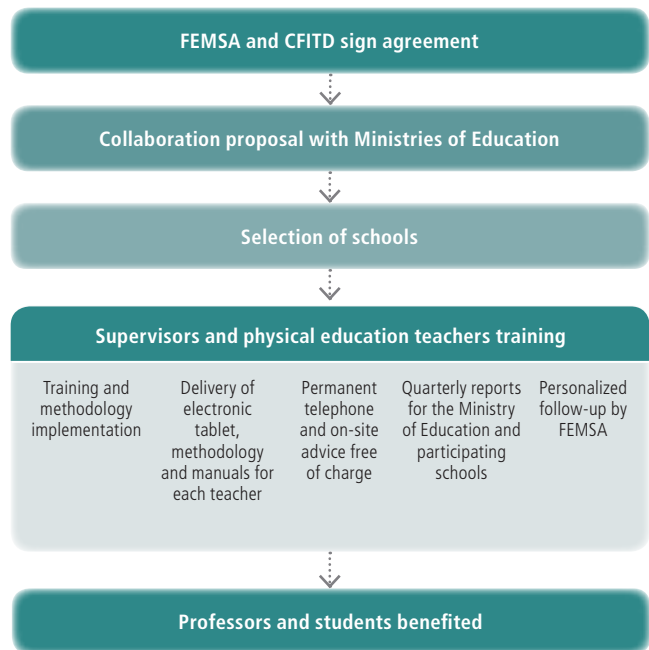 FEMSA and CFITD sign agreement
Collaboration proposal with Ministries of Education
Selection of schools
Supervisors and physical education teachers training
Training and
methodology
implementation
Delivery of
electronic
tablet,
methodology
and manuals for
each teacher
Permanent
telephone
and on-site
advice free
of charge
Quarterly reports
for the Ministry
of Education and
participating
schools
Personalized
follow-up by
FEMSA
Professors and students benefited